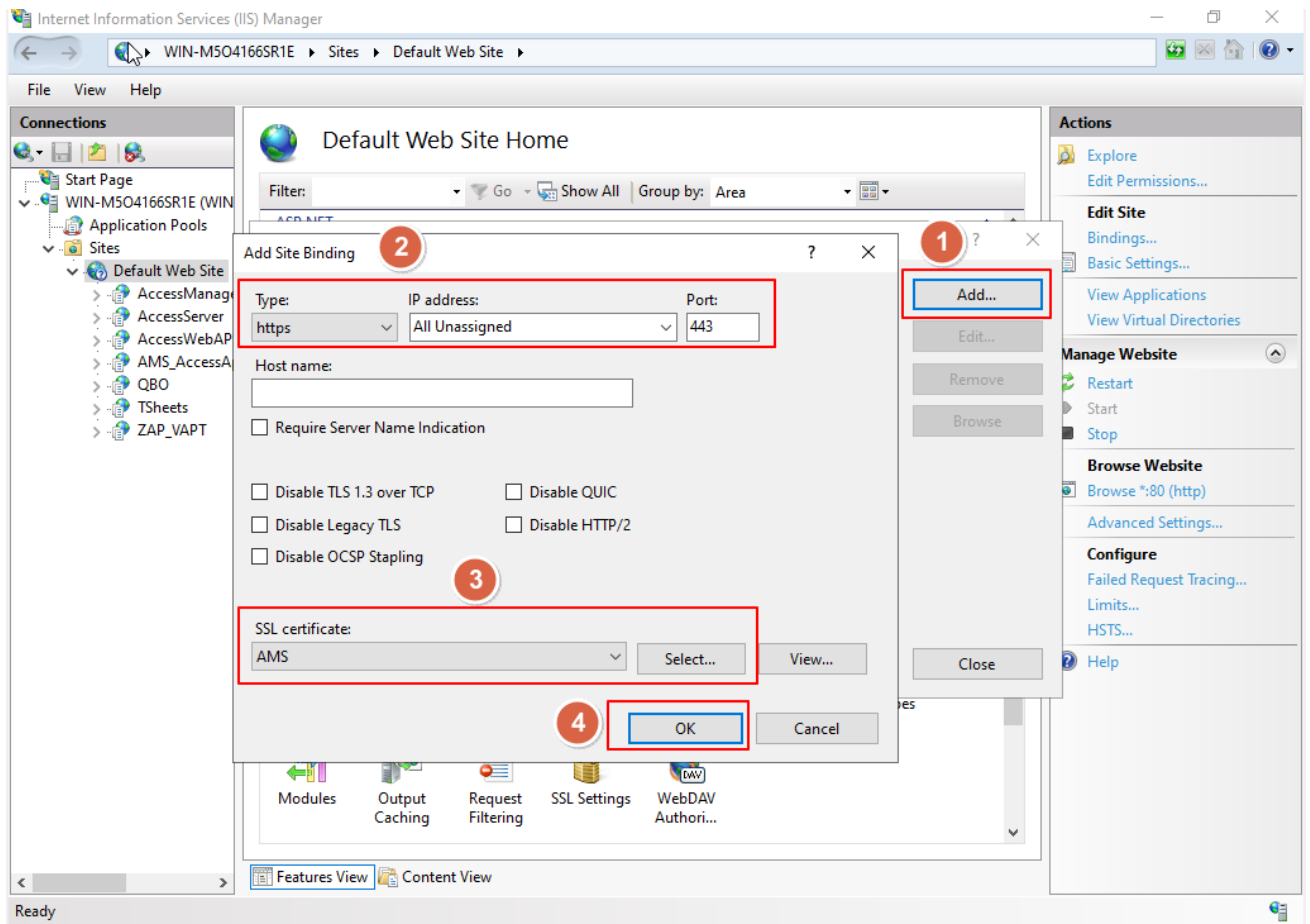 Internet Information Services (IIS) Manager
WIN-M5O4166SR1E Sites Default Web Site
File View Help
Connections
Start Page
WIN-M5O4166SR1E (WIN
Application Pools
Sites
Default Web Site
AccessManage
AccessServer
AccessWebAP
AMS_AccessA
QBO
TSheets
ZAP_VAPT
Default Web Site Home
Filter: Go Show All Group by: Area
ASP.NET
1
?
Add...
Edit...
Remove
Browse
Close
Add Site Binding
2
?
Type: IP address: Port:
https All Unassigned 443
Host name:
Require Server Name Indication
Disable TLS 1.3 over TCP Disable QUIC
Disable Legacy TLS Disable HTTP/2
Disable OCSP Stapling
3
SSL certificate:
AMS Select... View...
4
OK Cancel
Modules Output Caching Request Filtering SSL Settings WebDAV Authori...
DAV
Features View Content View
Actions
Explore
Edit Permissions...
Edit Site
Bindings...
Basic Settings...
View Applications
View Virtual Directories
Manage Website
Restart
Start
Stop
Browse Website
Browse *:80 (http)
Advanced Settings...
Configure
Failed Request Tracing...
Limits...
HSTS...
Help
Ready